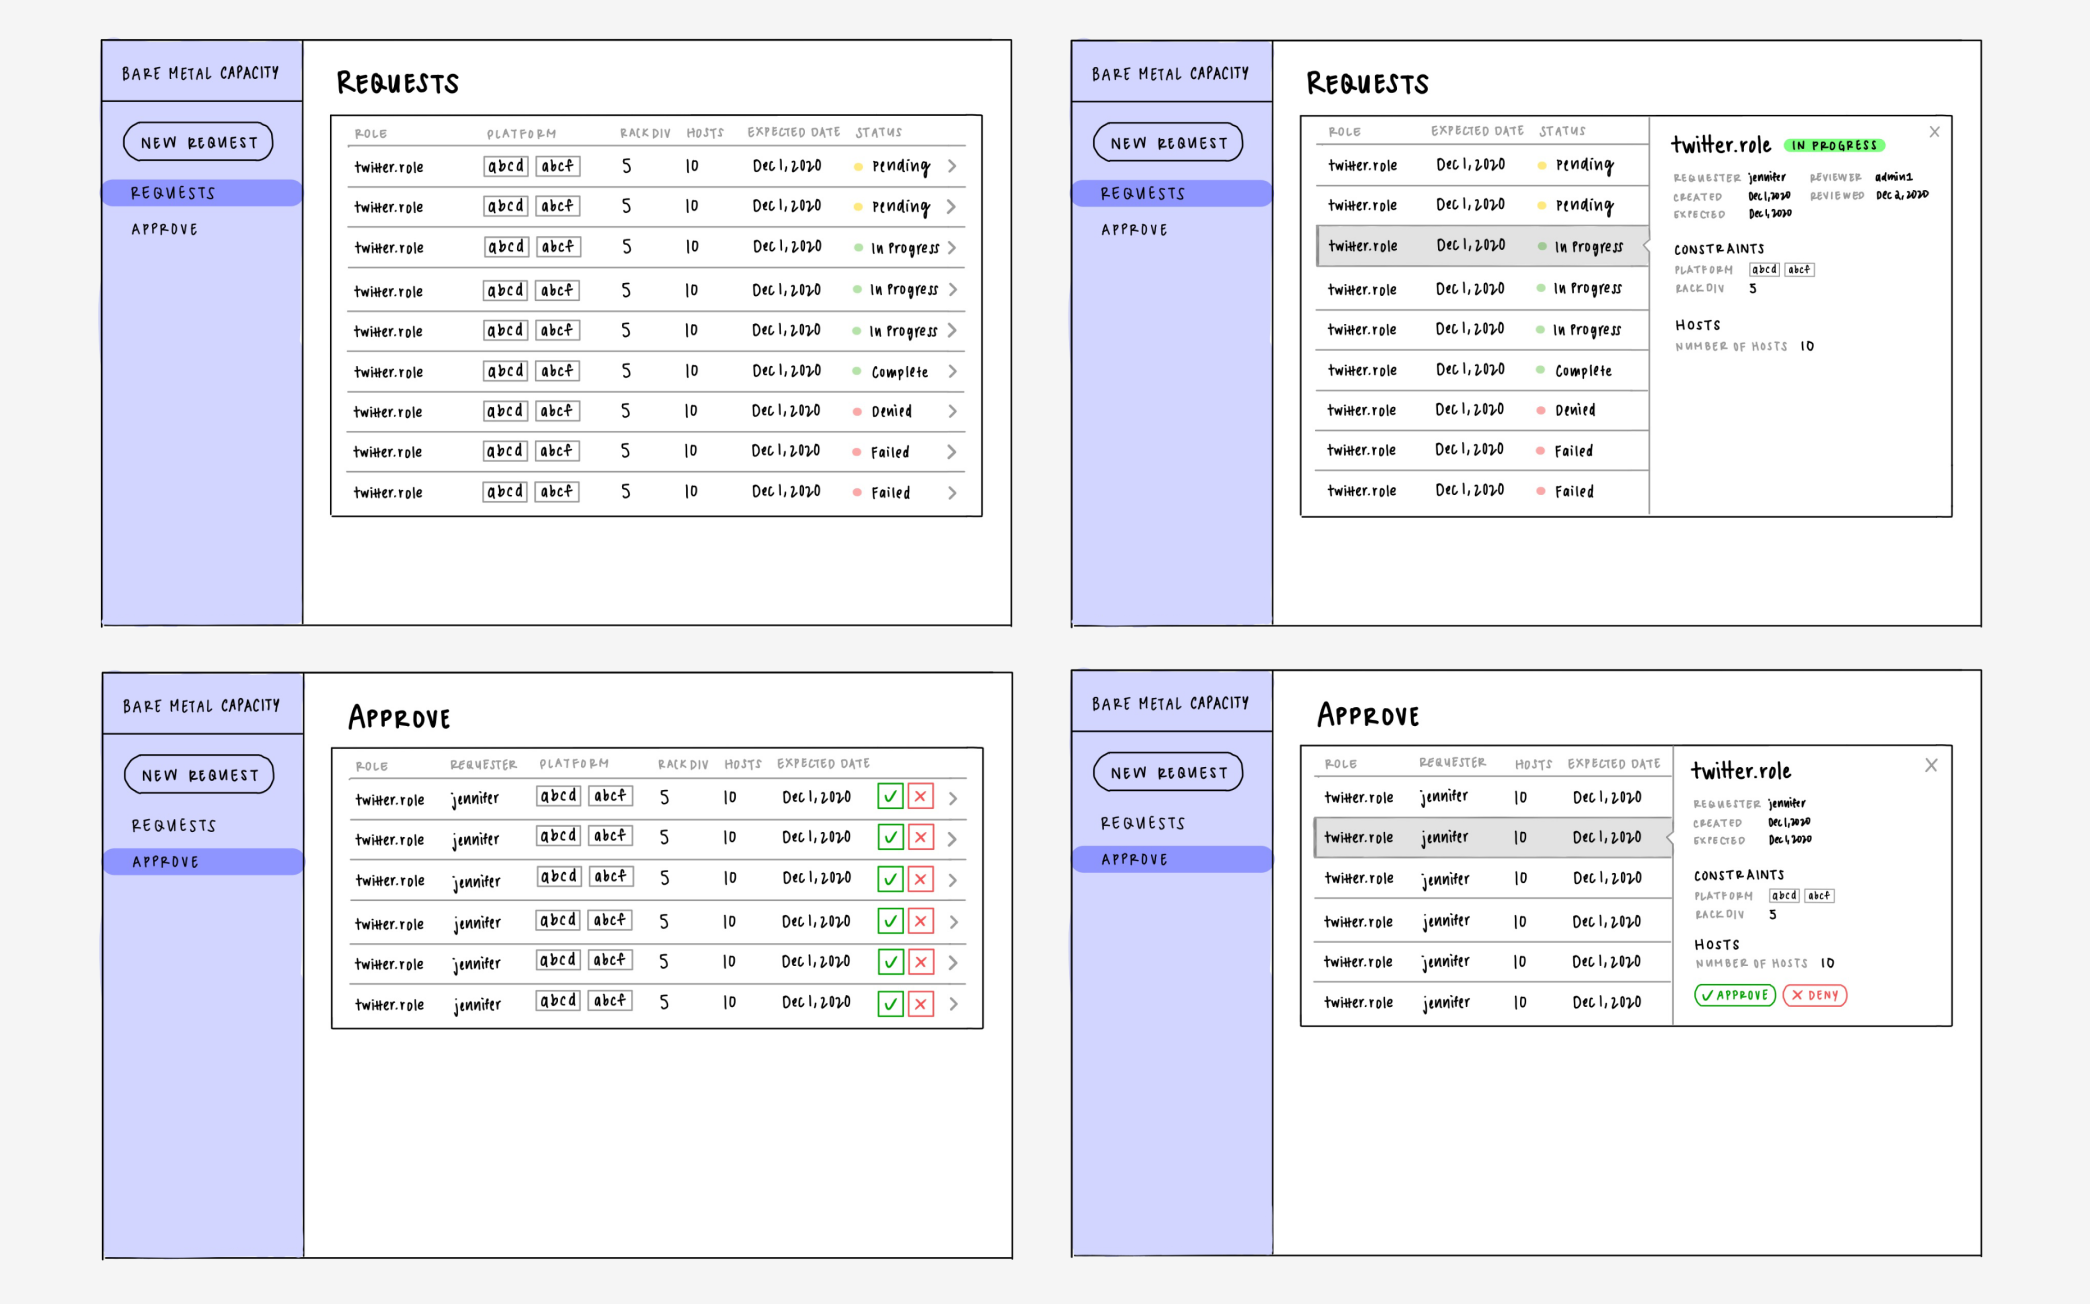 BARE METAL CAPACITY
NEW REQUEST
REQUESTS
APPROVE
REQUESTS
ROLE PLATFORM RACK DIV HOSTS EXPECTED DATE STATUS
twitter.role abcd abcf 5 10 Dec 1, 2020 Pending
twitter.role abcd abcf 5 10 Dec 1, 2020 Pending
twitter.role abcd abcf 5 10 Dec 1, 2020 In Progress
twitter.role abcd abcf 5 10 Dec 1, 2020 In Progress
twitter.role abcd abcf 5 10 Dec 1, 2020 In Progress
twitter.role abcd abcf 5 10 Dec 1, 2020 Complete
twitter.role abcd abcf 5 10 Dec 1, 2020 Denied
twitter.role abcd abcf 5 10 Dec 1, 2020 Failed
twitter.role abcd abcf 5 10 Dec 1, 2020 Failed
BARE METAL CAPACITY
NEW REQUEST
REQUESTS
APPROVE
REQUESTS
ROLE EXPECTED DATE STATUS
twitter.role Dec 1, 2020 Pending
twitter.role Dec 1, 2020 Pending
twitter.role Dec 1, 2020 In Progress
twitter.role Dec 1, 2020 In Progress
twitter.role Dec 1, 2020 In Progress
twitter.role Dec 1, 2020 Complete
twitter.role Dec 1, 2020 Denied
twitter.role Dec 1, 2020 Failed
twitter.role Dec 1, 2020 Failed
twitter.role IN PROGRESS X
REQUESTER jennifer REVIEWER admin1
CREATED Dec 1, 2020 REVIEWED Dec 2, 2020
EXPECTED Dec 1, 2020
CONSTRAINTS
PLATFORM abcd abcf
RACK DIV 5
HOSTS
NUMBER OF HOSTS 10
BARE METAL CAPACITY
NEW REQUEST
REQUESTS
APPROVE
APPROVE
ROLE REQUESTER PLATFORM RACK DIV HOSTS EXPECTED DATE
twitter.role jennifer abcd abcf 5 10 Dec 1, 2020
twitter.role jennifer abcd abcf 5 10 Dec 1, 2020
twitter.role jennifer abcd abcf 5 10 Dec 1, 2020
twitter.role jennifer abcd abcf 5 10 Dec 1, 2020
twitter.role jennifer abcd abcf 5 10 Dec 1, 2020
twitter.role jennifer abcd abcf 5 10 Dec 1, 2020
BARE METAL CAPACITY
NEW REQUEST
REQUESTS
APPROVE
APPROVE
ROLE REQUESTER HOSTS EXPECTED DATE
twitter.role jennifer 10 Dec 1, 2020
twitter.role jennifer 10 Dec 1, 2020
twitter.role jennifer 10 Dec 1, 2020
twitter.role jennifer 10 Dec 1, 2020
twitter.role jennifer 10 Dec 1, 2020
twitter.role jennifer 10 Dec 1, 2020
twitter.role X
REQUESTER jennifer
CREATED Dec 1, 2020
EXPECTED Dec 1, 2020
CONSTRAINTS
PLATFORM abcd abcf
RACK DIV 5
HOSTS
NUMBER OF HOSTS 10
✓ APPROVE X DENY